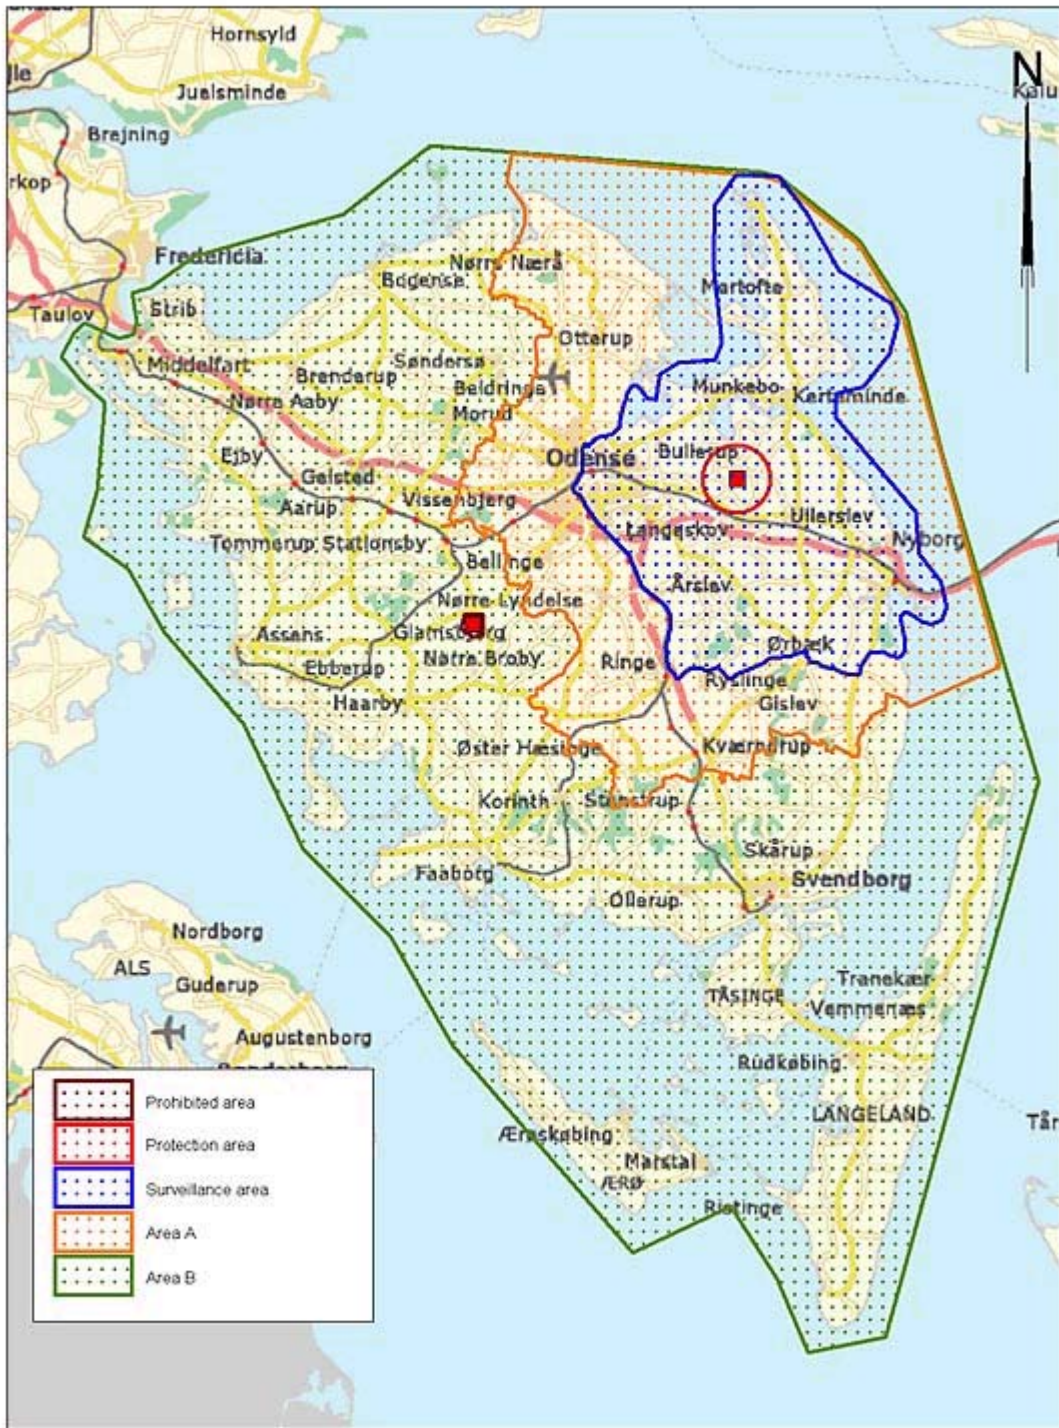 Hornsyld
N
Juelsminde
Brejning
Fredericia
Nørre Nærå
Bogense
Martofte
Taulov
Strib
Otterup
Middelfart
Søndersø
Brenderup
Beldringe
Munkebo
Kerteminde
Nørre Aaby
Morud
Ejby
Odense
Bullerup
Gelsted
Vissenbjerg
Aarup
Ullerslev
Langeskov
Tommerup Stationsby
Nyborg
Bellinge
Årslev
Nørre Lyndelse
Assens
Glamsbjerg
Ørbæk
Ebberup
Nørre Broby
Ringe
Ryslinge
Haarby
Gislev
Øster Hæsinge
Kværndrup
Korinth
Stenstrup
Skårup
Faaborg
Svendborg
Ollerup
Nordborg
ALS
Guderup
Tranekær
TÅSINGE
Vemmenæs
Augustenborg
Rudkøbing
Prohibited area
LANGELAND
Ærøskøbing
Protection area
Marstal
ÆRØ
Surveillance area
Ristinge
Area A
Area B